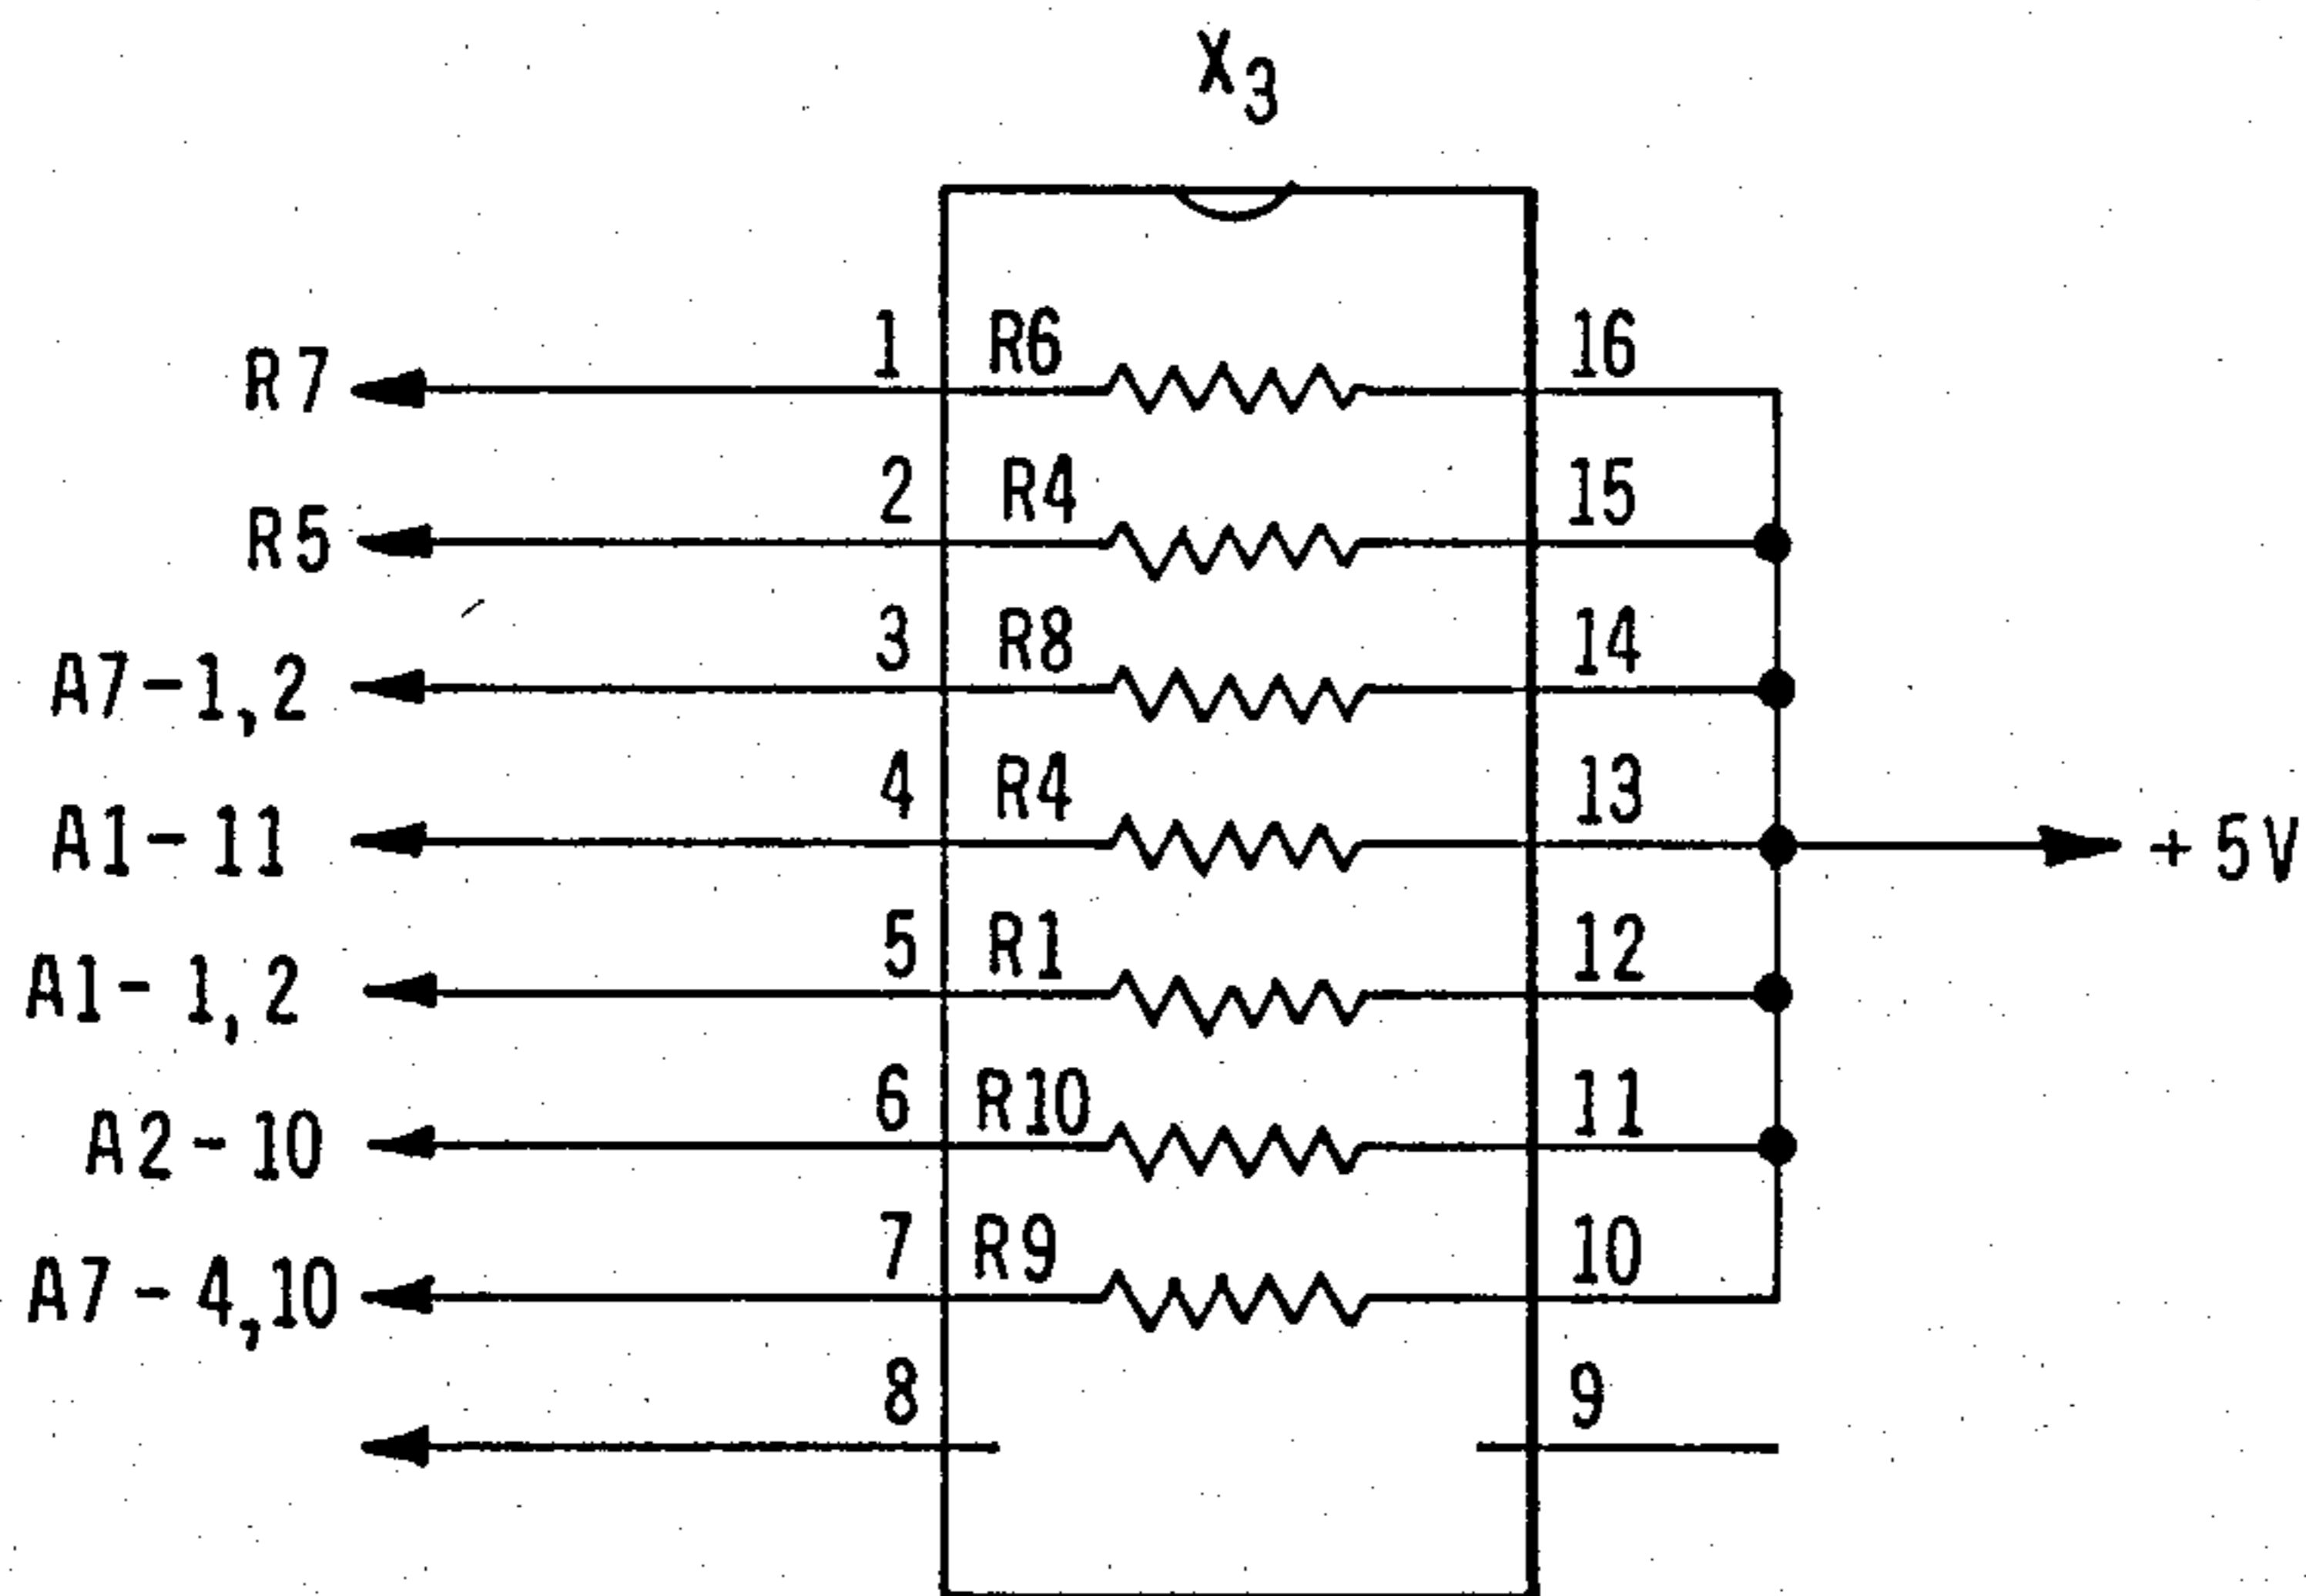 X3
R7 1 R6 16
R5 2 R4 15
A7-1,2 3 R8 14
A1-11 4 R4 13 +5V
A1-1,2 5 R1 12
A2-10 6 R10 11
A7-4,10 7 R9 10
8 9